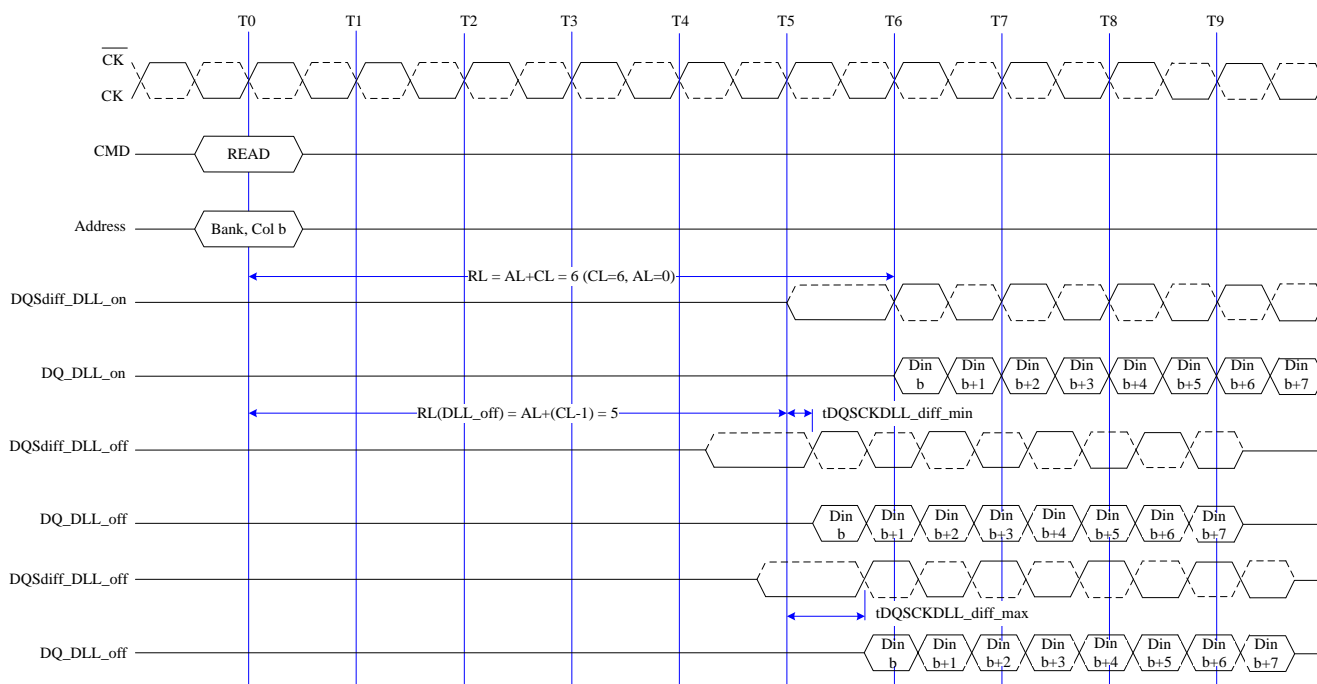 T0 T1 T2 T3 T4 T5 T6 T7 T8 T9
CK
CK
CMD READ
Address Bank, Col b
RL = AL+CL = 6 (CL=6, AL=0)
DQSdiff_DLL_on
DQ_DLL_on Din b Din b+1 Din b+2 Din b+3 Din b+4 Din b+5 Din b+6 Din b+7
RL(DLL_off) = AL+(CL-1) = 5 tDQSCKDLL_diff_min
DQSdiff_DLL_off
DQ_DLL_off Din b Din b+1 Din b+2 Din b+3 Din b+4 Din b+5 Din b+6 Din b+7
DQSdiff_DLL_off
tDQSCKDLL_diff_max
DQ_DLL_off Din b Din b+1 Din b+2 Din b+3 Din b+4 Din b+5 Din b+6 Din b+7